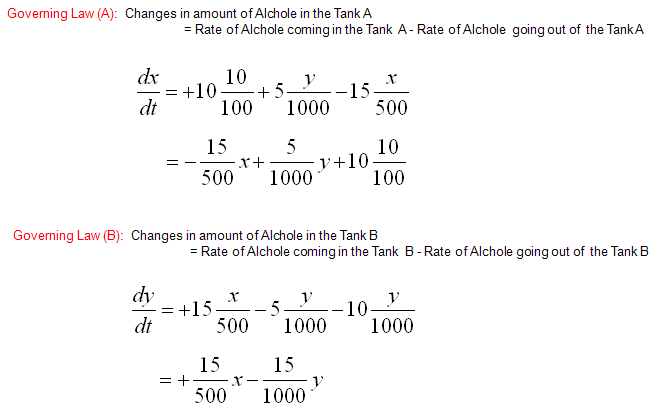 Governing Law (A): Changes in amount of Alchole in the Tank A
= Rate of Alchole coming in the Tank A - Rate of Alchole going out of the Tank A
dx/dt = +10 10/100 + 5 y/1000 - 15 x/500
= - 15/500 x + 5/1000 y + 10 10/100
Governing Law (B): Changes in amount of Alchole in the Tank B
= Rate of Alchole coming in the Tank B - Rate of Alchole going out of the Tank B
dy/dt = +15 x/500 - 5 y/1000 - 10 y/1000
= + 15/500 x - 15/1000 y